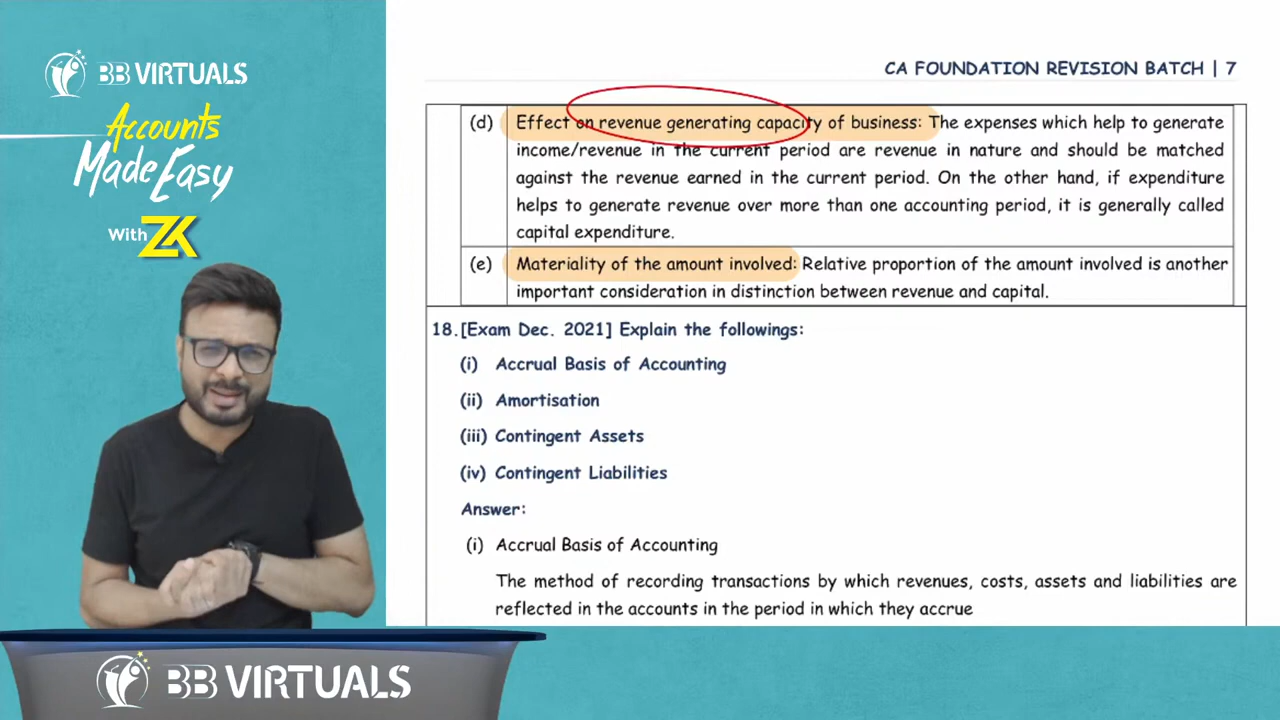 BB VIRTUALS
Accounts
Made Easy
With ZK
CA FOUNDATION REVISION BATCH | 7
(d) Effect on revenue generating capacity of business: The expenses which help to generate
income/revenue in the current period are revenue in nature and should be matched
against the revenue earned in the current period. On the other hand, if expenditure
helps to generate revenue over more than one accounting period, it is generally called
capital expenditure.
(e) Materiality of the amount involved: Relative proportion of the amount involved is another
important consideration in distinction between revenue and capital.
18.[Exam Dec. 2021] Explain the followings:
(i) Accrual Basis of Accounting
(ii) Amortisation
(iii) Contingent Assets
(iv) Contingent Liabilities
Answer:
(i) Accrual Basis of Accounting
The method of recording transactions by which revenues, costs, assets and liabilities are
reflected in the accounts in the period in which they accrue
BB VIRTUALS